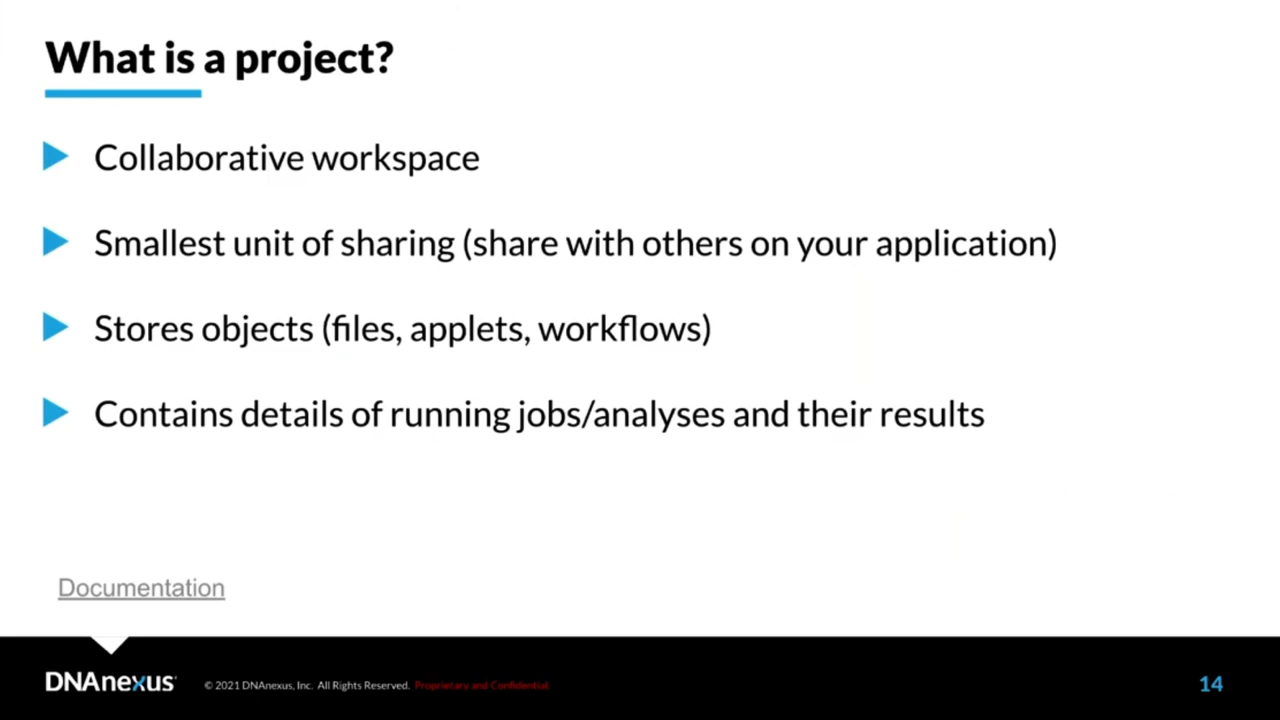 What is a project?
Collaborative workspace
Smallest unit of sharing (share with others on your application)
Stores objects (files, applets, workflows)
Contains details of running jobs/analyses and their results
Documentation
DNAnexus
© 2021 DNAnexus, Inc. All Rights Reserved. Proprietary and Confidential.
14